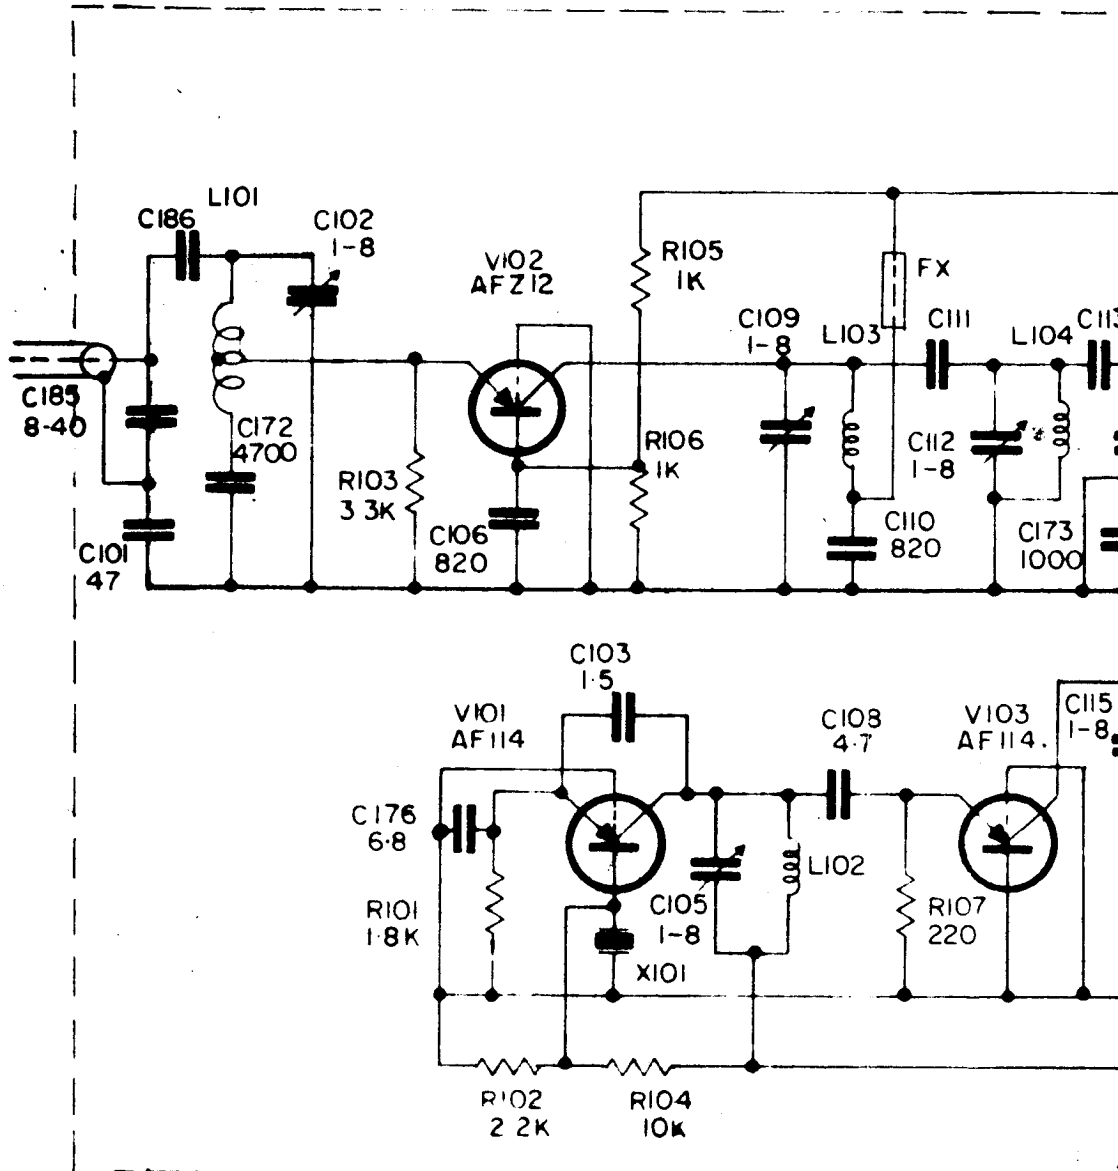 L101
C186
C102
1-8
V102
AFZ12
R105
1K
FX
C109
1-8
L103
C111
L104
C113
C185
8-40
C172
4700
R103
3 3K
R106
1K
C112
1-8
C101
47
C106
820
C110
820
C173
1000
C103
1·5
V101
AF114
C108
4·7
V103
AF114.
C115
1-8
C176
6·8
L102
R101
1·8K
C105
1-8
R107
220
X101
R102
2 2K
R104
10K